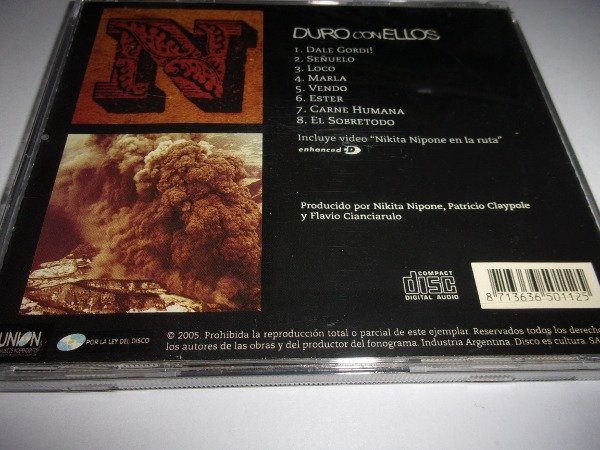 N
DURO CON ELLOS
1. DALE GORDI!
2. SEÑUELO
3. LOCO
4. MARLA
5. VENDO
6. ESTER
7. CARNE HUMANA
8. EL SOBRETODO
Incluye video "Nikita Nipone en la ruta"
enhanced D
Producido por Nikita Nipone, Patricio Claypole
y Flavio Cianciarulo
COMPACT
disc
DIGITAL AUDIO
8 713636 501125
UNION
POR LA LEY DEL DISCO
© 2005. Prohibida la reproducción total o parcial de este ejemplar. Reservados todos los derecho
los autores de las obras y del productor del fonograma. Industria Argentina. Disco es cultura. SA